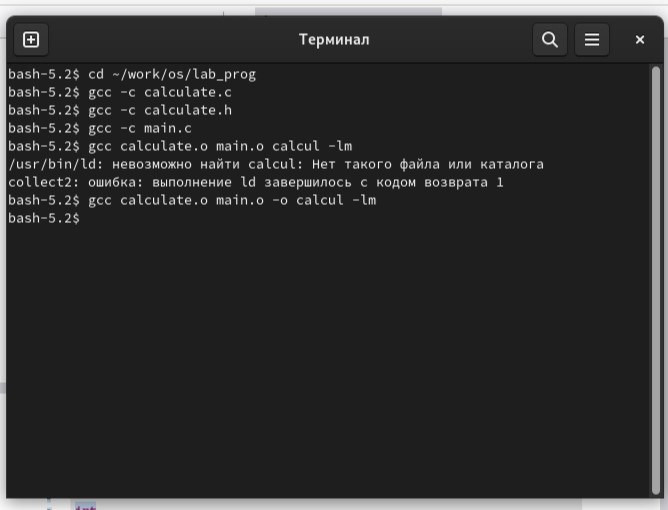 Терминал
bash-5.2$ cd ~/work/os/lab_prog
bash-5.2$ gcc -c calculate.c
bash-5.2$ gcc -c calculate.h
bash-5.2$ gcc -c main.c
bash-5.2$ gcc calculate.o main.o calcul -lm
/usr/bin/ld: невозможно найти calcul: Нет такого файла или каталога
collect2: ошибка: выполнение ld завершилось с кодом возврата 1
bash-5.2$ gcc calculate.o main.o -o calcul -lm
bash-5.2$